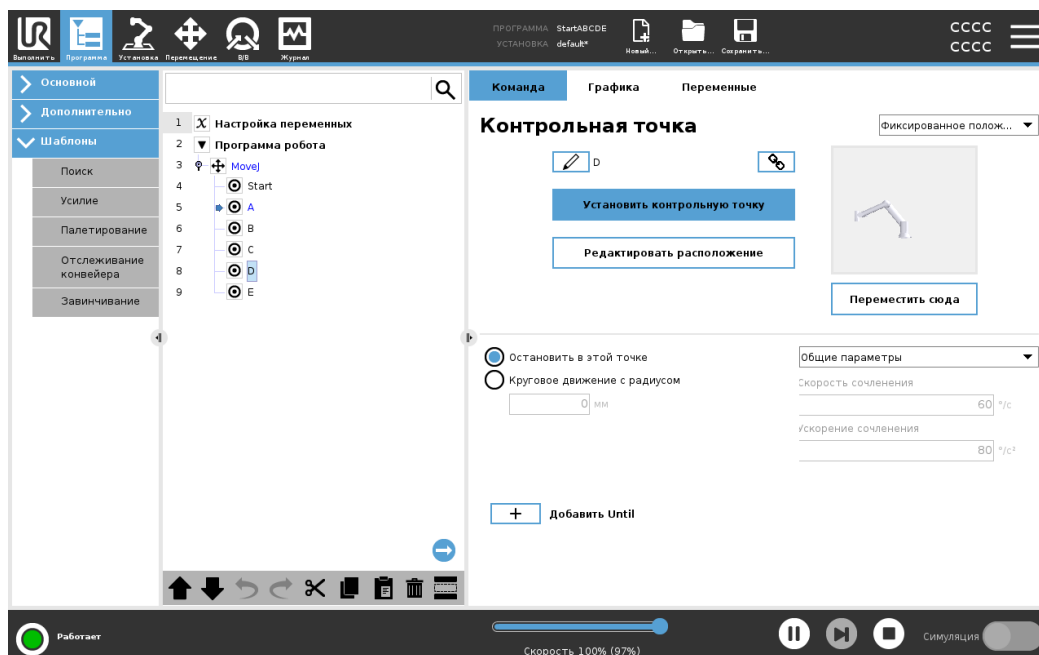 UR
ПРОГРАММА StartABCDE
УСТАНОВКА default*
CCCC
CCCC
Выполнить Программа Установка Перемещение В/В Журнал
Новый... Открыть... Сохранить...
Основной
Дополнительно
Шаблоны
Поиск
Усилие
Палетирование
Отслеживание
конвейера
Завинчивание
1 X Настройка переменных
2 Программа робота
3 MoveJ
4 Start
5 A
6 B
7 C
8 D
9 E
Команда Графика Переменные
Контрольная точка
Фиксированное полож...
D
Установить контрольную точку
Редактировать расположение
Переместить сюда
Остановить в этой точке
Круговое движение с радиусом
0 мм
Общие параметры
Скорость сочленения
60 °/с
Ускорение сочленения
80 °/с²
+ Добавить Until
Работает
Скорость 100% (97%)
Симуляция